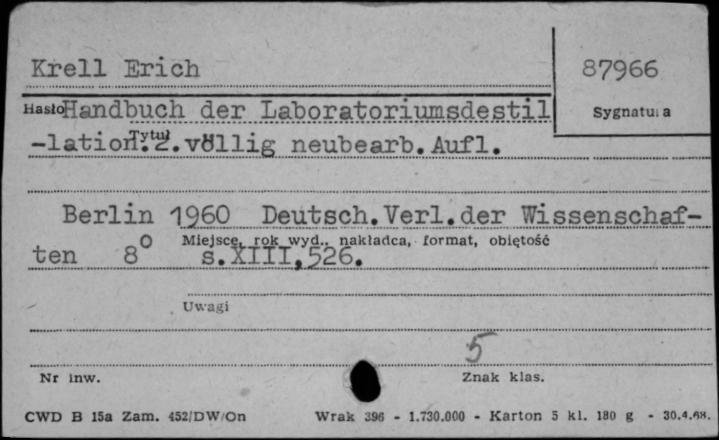 Krell Erich
87966
Hasło Handbuch der Laboratoriumsdestil
Sygnatura
-lation. 2. völlig neubearb. Aufl.
Tytuł
Berlin 1960 Deutsch. Verl. der Wissenschaf-
Miejsce, rok wyd., nakładca, format, objętość
ten 8° s. XIII, 526.
Uwagi
5
Nr inw.
Znak klas.
CWD B 15a Zam. 452/DW/On
Wrak 396 - 1.730.000 - Karton 5 kl. 180 g - 30.4.68.